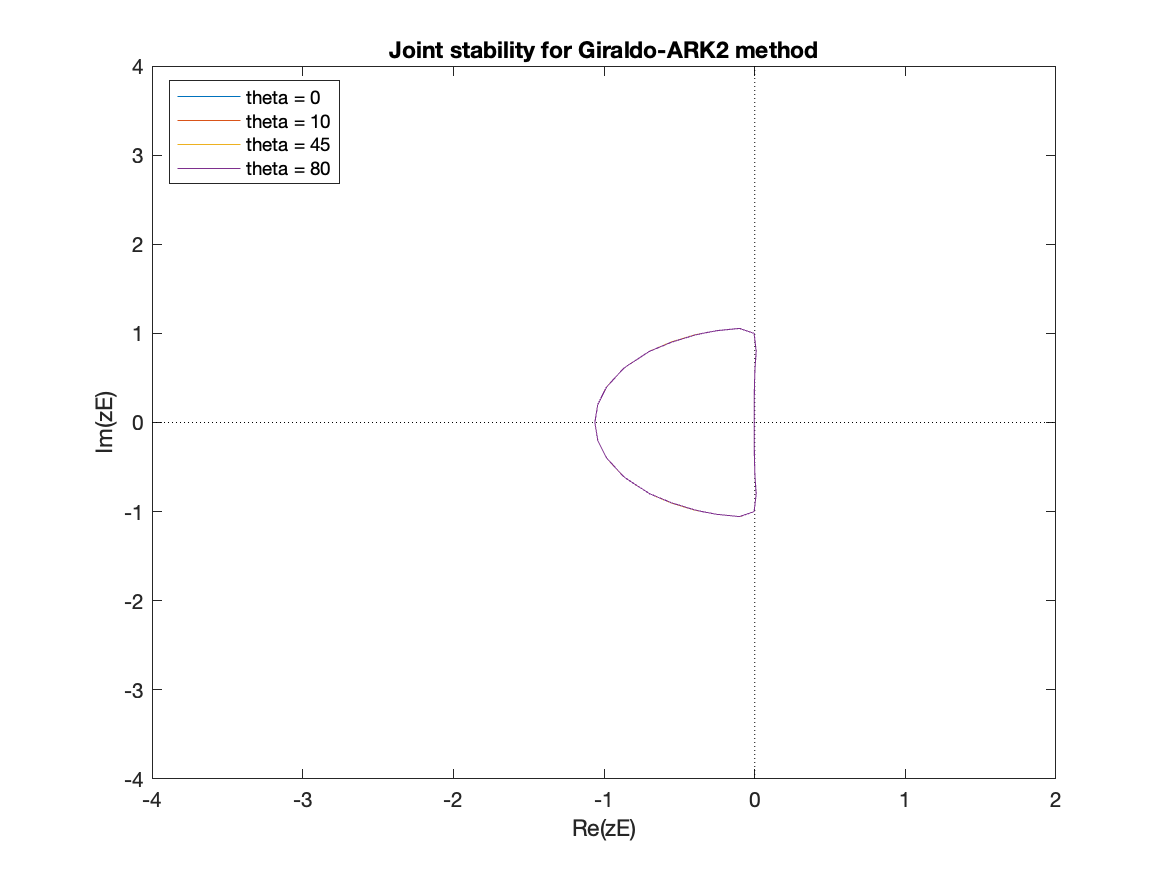 Joint stability for Giraldo-ARK2 method
theta = 0
theta = 10
theta = 45
theta = 80
4
3
2
1
0
-1
-2
-3
-4
Im(zE)
-4
-3
-2
-1
0
1
2
Re(zE)